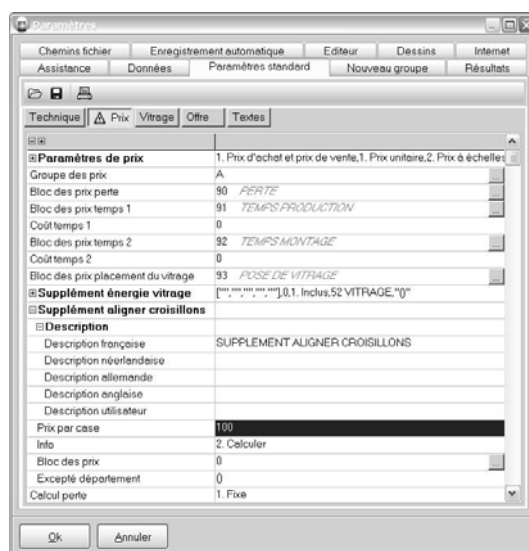 Paramètres
Chemins fichier Enregistrement automatique Editeur Dessins Internet
Assistance Données Paramètres standard Nouveau groupe Résultats
Technique Prix Vitrage Offre Textes
Paramètres de prix 1. Prix d'achat et prix de vente,1. Prix unitaire,2. Prix à échelles
Groupe des prix A
Bloc des prix perte 90 PERTE ...
Bloc des prix temps 1 91 TEMPS PRODUCTION ...
Coût temps 1 0
Bloc des prix temps 2 92 TEMPS MONTAGE ...
Coût temps 2 0
Bloc des prix placement du vitrage 93 POSE DE VITRAGE ...
Supplément énergie vitrage ["","","","",""],0,1. Inclus,52 VITRAGE,"()"
Supplément aligner croisillons
Description
Description française SUPPLEMENT ALIGNER CROISILLONS
Description néerlandaise
Description allemande
Description anglaise
Description utilisateur
Prix par case 100
Info 2. Calculer
Bloc des prix 0 ...
Excepté département ()
Calcul perte 1. Fixe
Ok Annuler